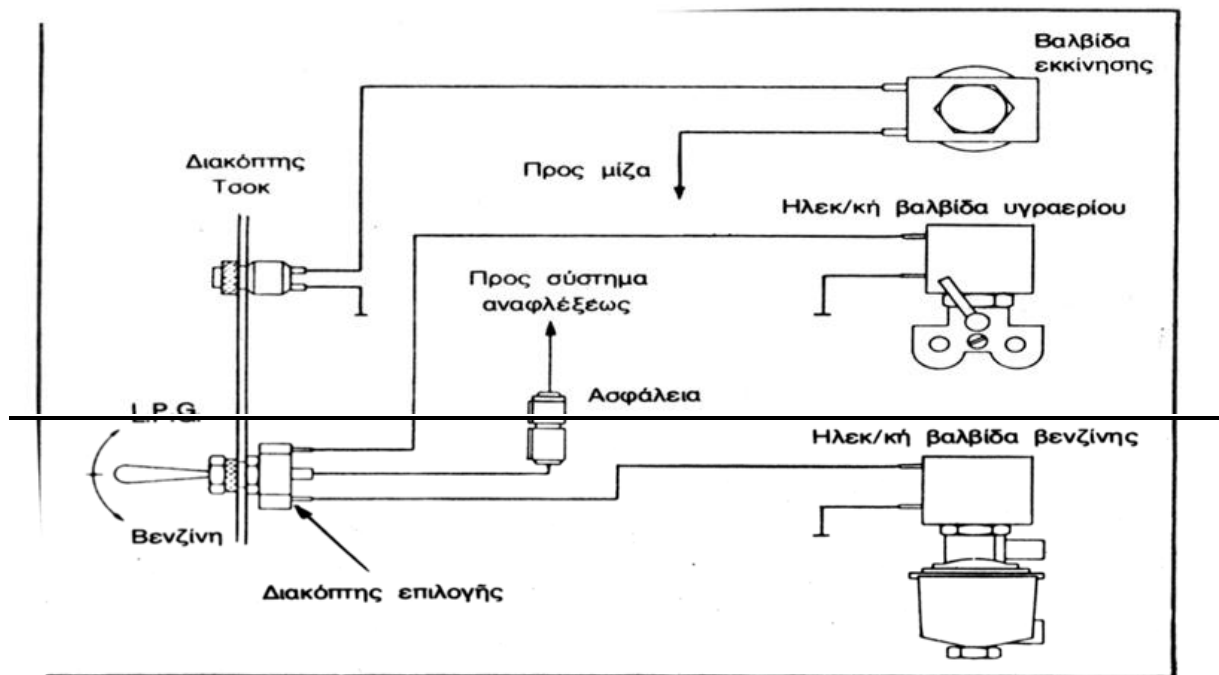 Βαλβίδα
εκκίνησης
Διακόπτης
Τσοκ
Προς μίζα
Ηλεκ/κή βαλβίδα υγραερίου
Προς σύστημα
αναφλέξεως
Ασφάλεια
L.P.G.
Ηλεκ/κή βαλβίδα βενζίνης
Βενζίνη
Διακόπτης επιλογῆς